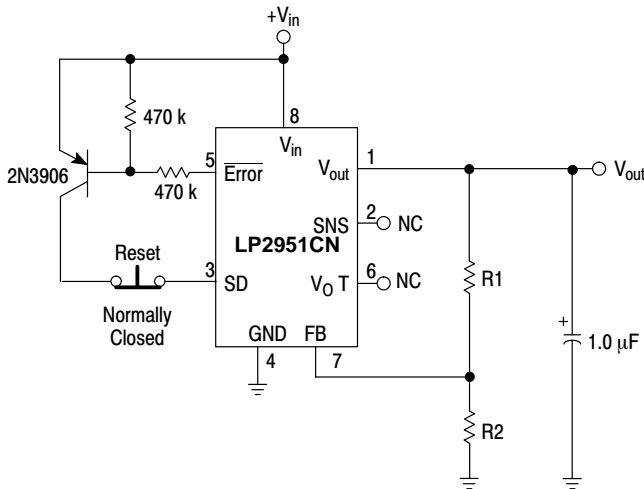 +Vin
470 k
8
Vin
2N3906
470 k
5
Error
Vout
1
Vout
SNS
2
NC
LP2951CN
Reset
3
SD
VO T
6
NC
R1
Normally
Closed
GND
FB
4
7
+
1.0 μF
R2